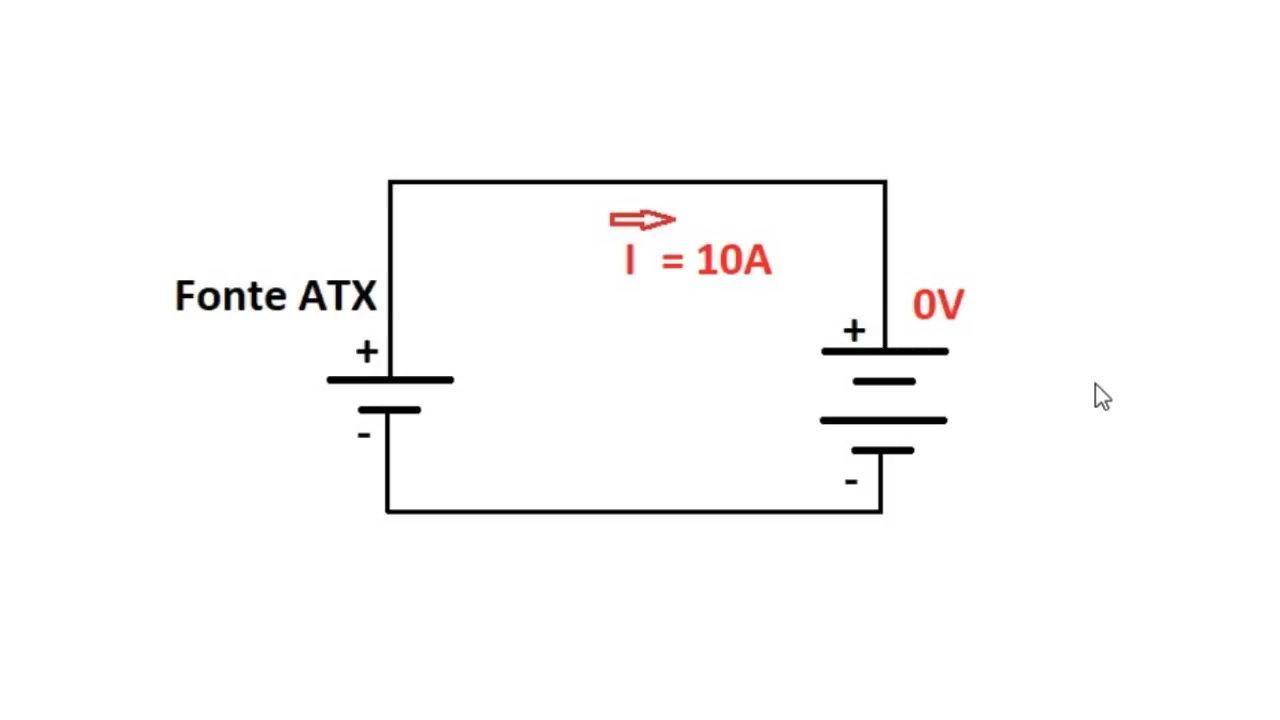 I = 10A
Fonte ATX
0V
+
+
-
-